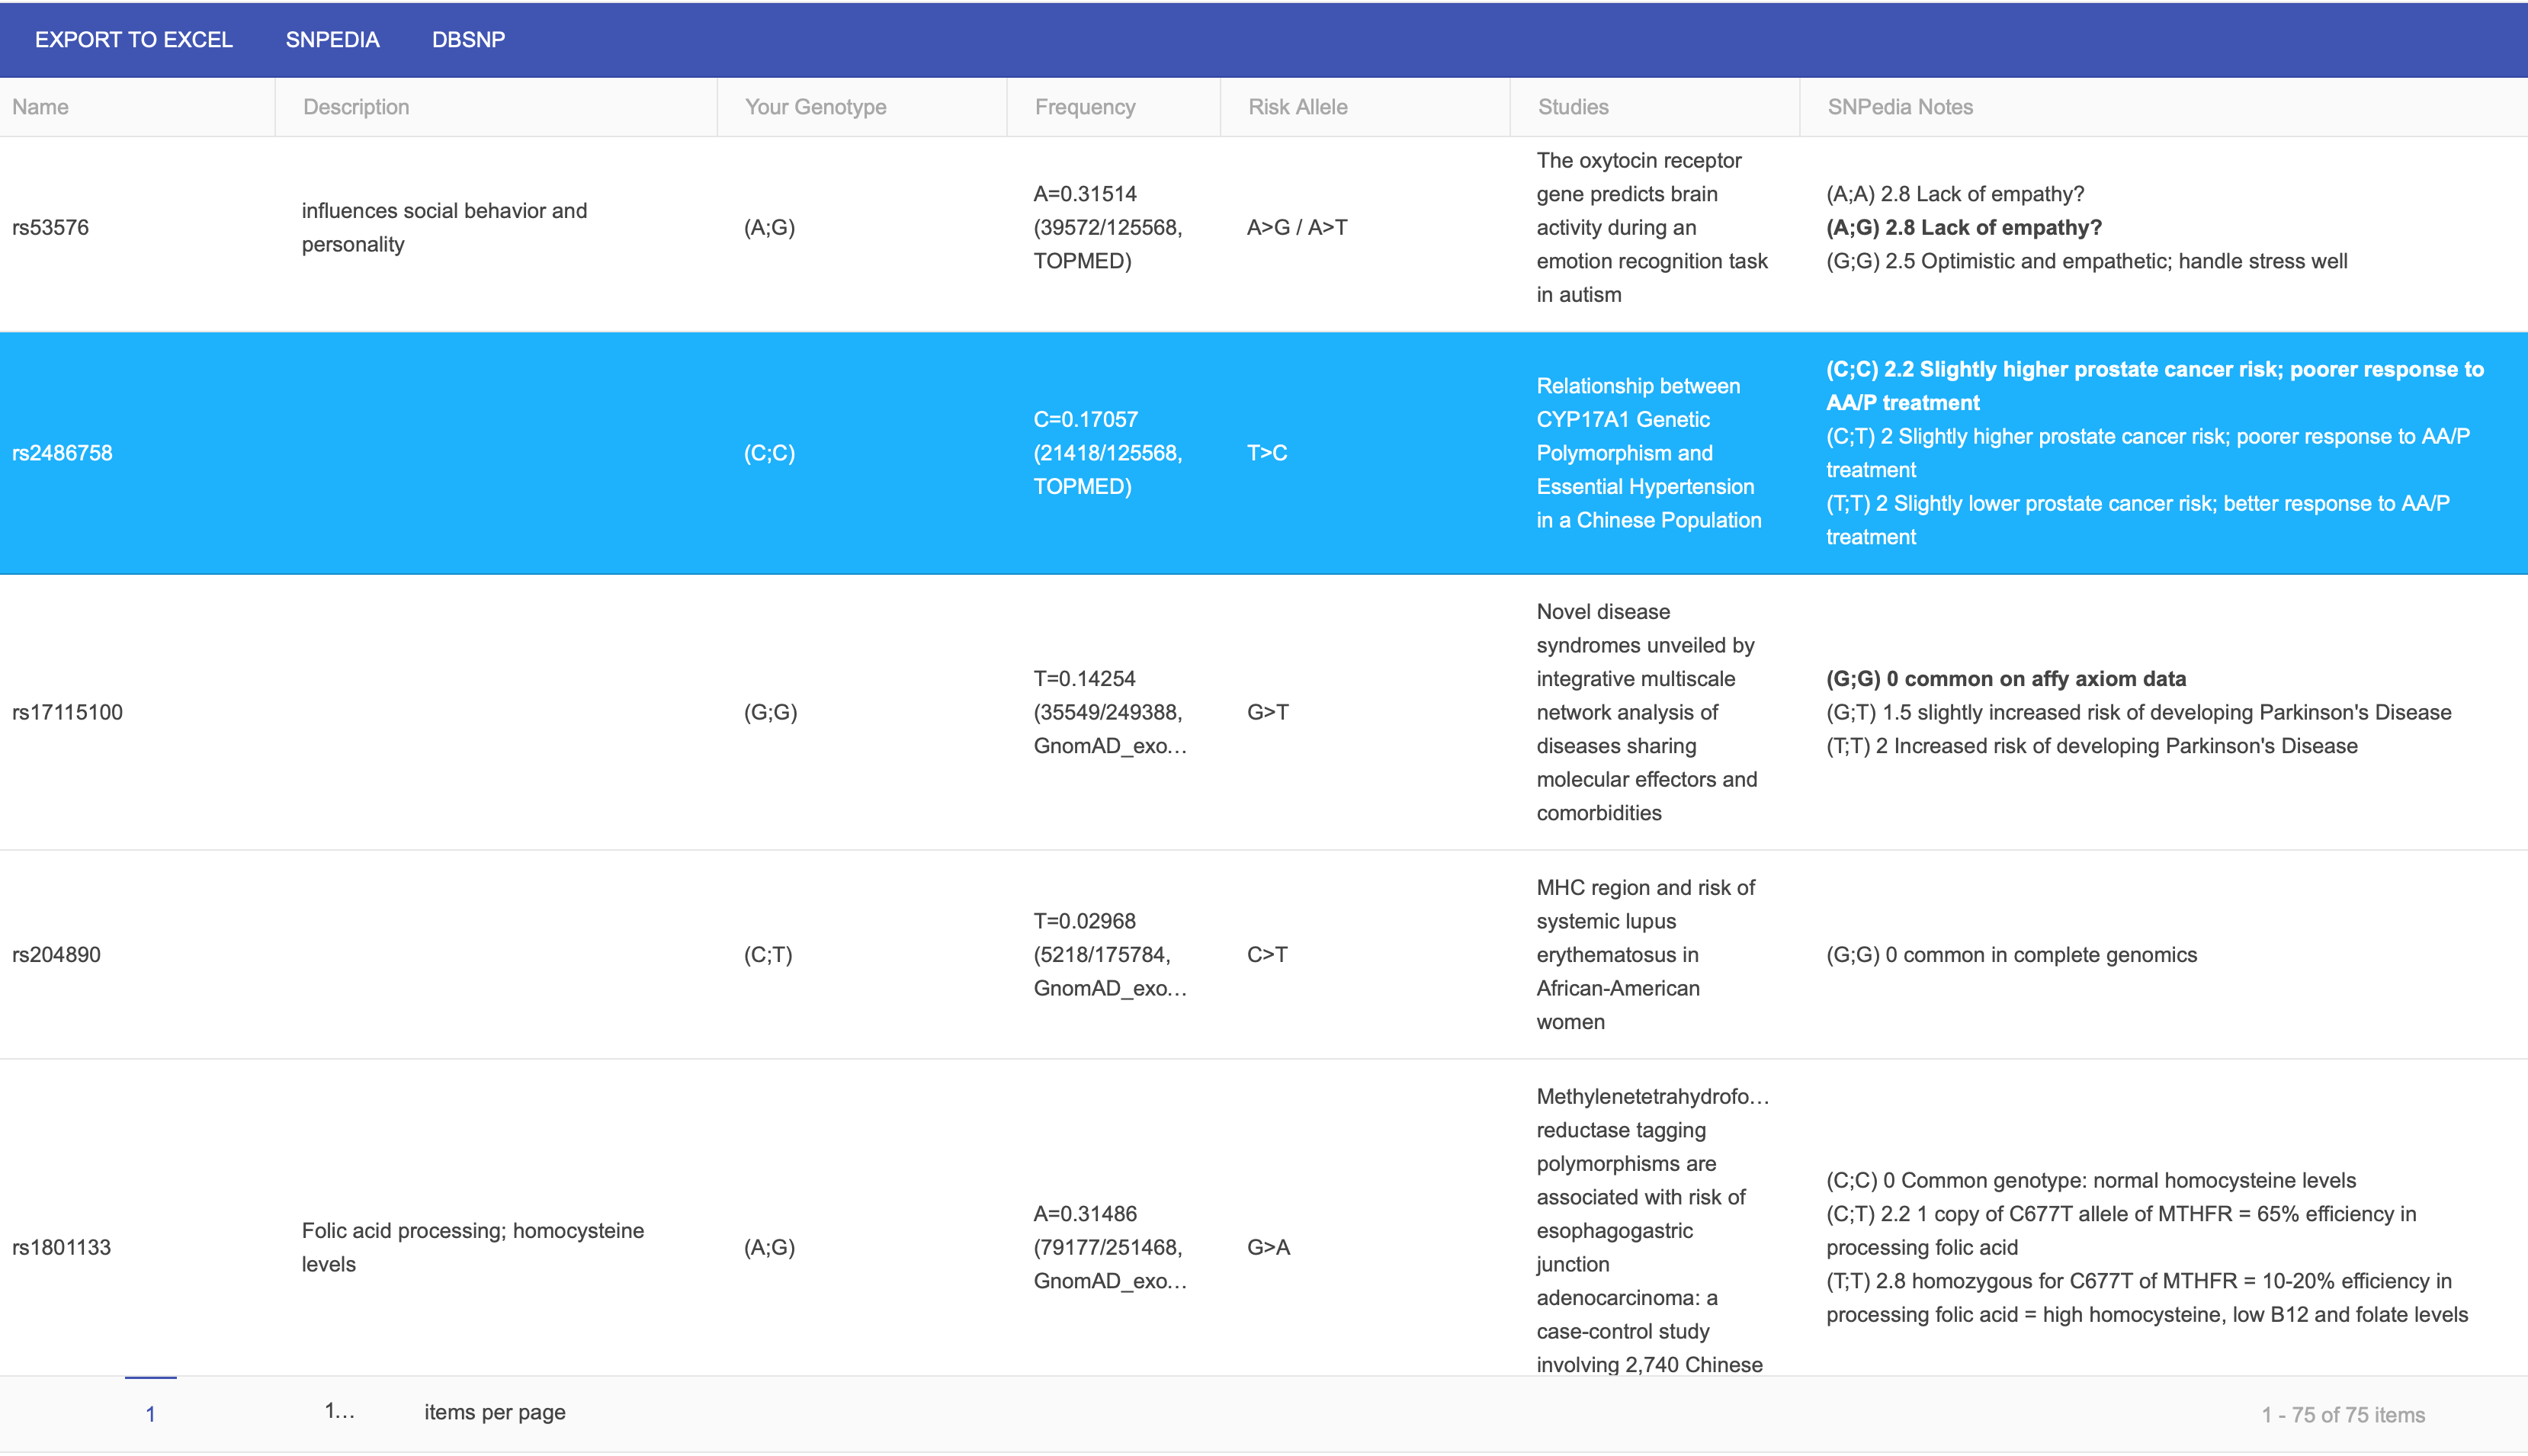 EXPORT TO EXCEL SNPEDIA DBSNP
Name Description Your Genotype Frequency Risk Allele Studies SNPedia Notes
rs53576
influences social behavior and
personality
(A;G)
A=0.31514
(39572/125568,
TOPMED)
A>G / A>T
The oxytocin receptor
gene predicts brain
activity during an
emotion recognition task
in autism
(A;A) 2.8 Lack of empathy?
(A;G) 2.8 Lack of empathy?
(G;G) 2.5 Optimistic and empathetic; handle stress well
rs2486758
(C;C)
C=0.17057
(21418/125568,
TOPMED)
T>C
Relationship between
CYP17A1 Genetic
Polymorphism and
Essential Hypertension
in a Chinese Population
(C;C) 2.2 Slightly higher prostate cancer risk; poorer response to
AA/P treatment
(C;T) 2 Slightly higher prostate cancer risk; poorer response to AA/P
treatment
(T;T) 2 Slightly lower prostate cancer risk; better response to AA/P
treatment
rs17115100
(G;G)
T=0.14254
(35549/249388,
GnomAD_exo…
G>T
Novel disease
syndromes unveiled by
integrative multiscale
network analysis of
diseases sharing
molecular effectors and
comorbidities
(G;G) 0 common on affy axiom data
(G;T) 1.5 slightly increased risk of developing Parkinson's Disease
(T;T) 2 Increased risk of developing Parkinson's Disease
rs204890
(C;T)
T=0.02968
(5218/175784,
GnomAD_exo…
C>T
MHC region and risk of
systemic lupus
erythematosus in
African-American
women
(G;G) 0 common in complete genomics
rs1801133
Folic acid processing; homocysteine
levels
(A;G)
A=0.31486
(79177/251468,
GnomAD_exo…
G>A
Methylenetetrahydrofo…
reductase tagging
polymorphisms are
associated with risk of
esophagogastric
junction
adenocarcinoma: a
case-control study
involving 2,740 Chinese
(C;C) 0 Common genotype: normal homocysteine levels
(C;T) 2.2 1 copy of C677T allele of MTHFR = 65% efficiency in
processing folic acid
(T;T) 2.8 homozygous for C677T of MTHFR = 10-20% efficiency in
processing folic acid = high homocysteine, low B12 and folate levels
1 1… items per page 1 - 75 of 75 items